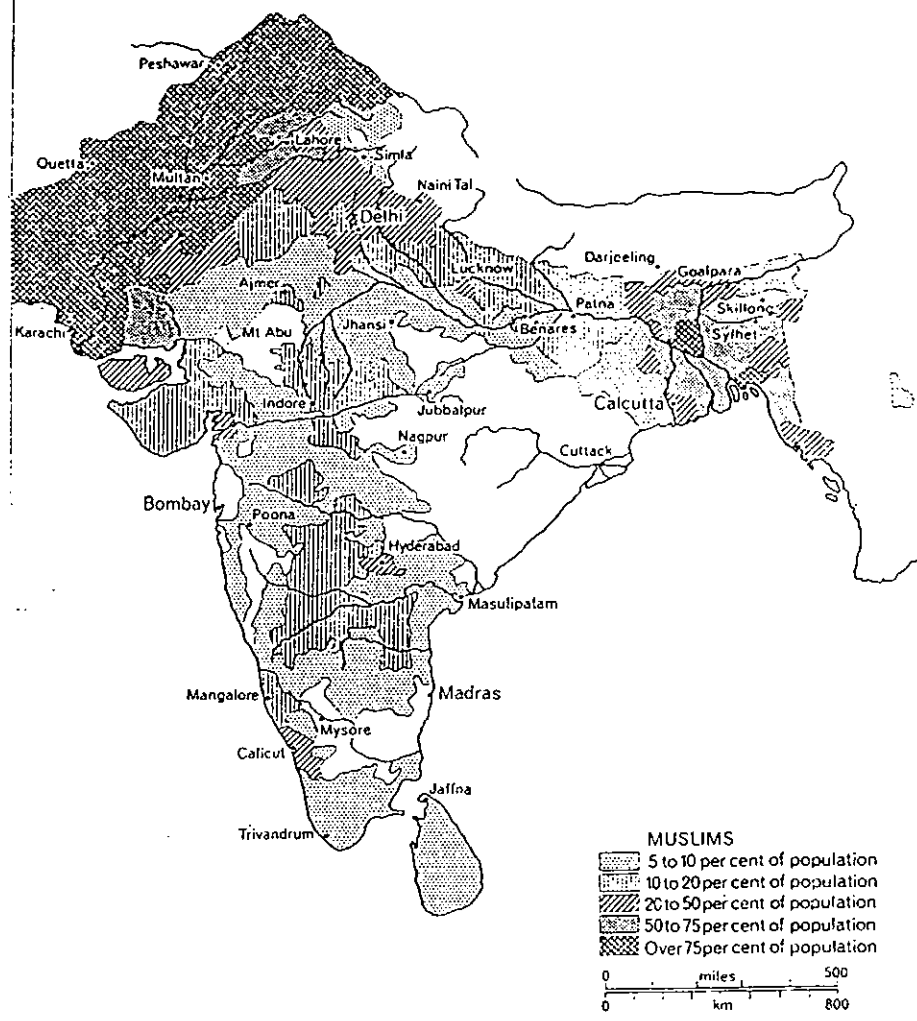 Peshawar
Lahore
Quetta
Simla
Multan
Naini Tal
Delhi
Darjeeling
Goalpara
Lucknow
Ajmer
Skillong
Patna
Karachi
Mt Abu
Jhansi
Benares
Sylhet
Indore
Jubbalpur
Calcutta
Nagpur
Cuttack
Bombay
Poona
Hyderabad
Masulipatam
Mangalore
Madras
Mysore
Calicut
Jaffna
Trivandrum
MUSLIMS
5 to 10 per cent of population
10 to 20 per cent of population
20 to 50 per cent of population
50 to 75 per cent of population
Over 75 per cent of population
0 miles 500
0 km 800